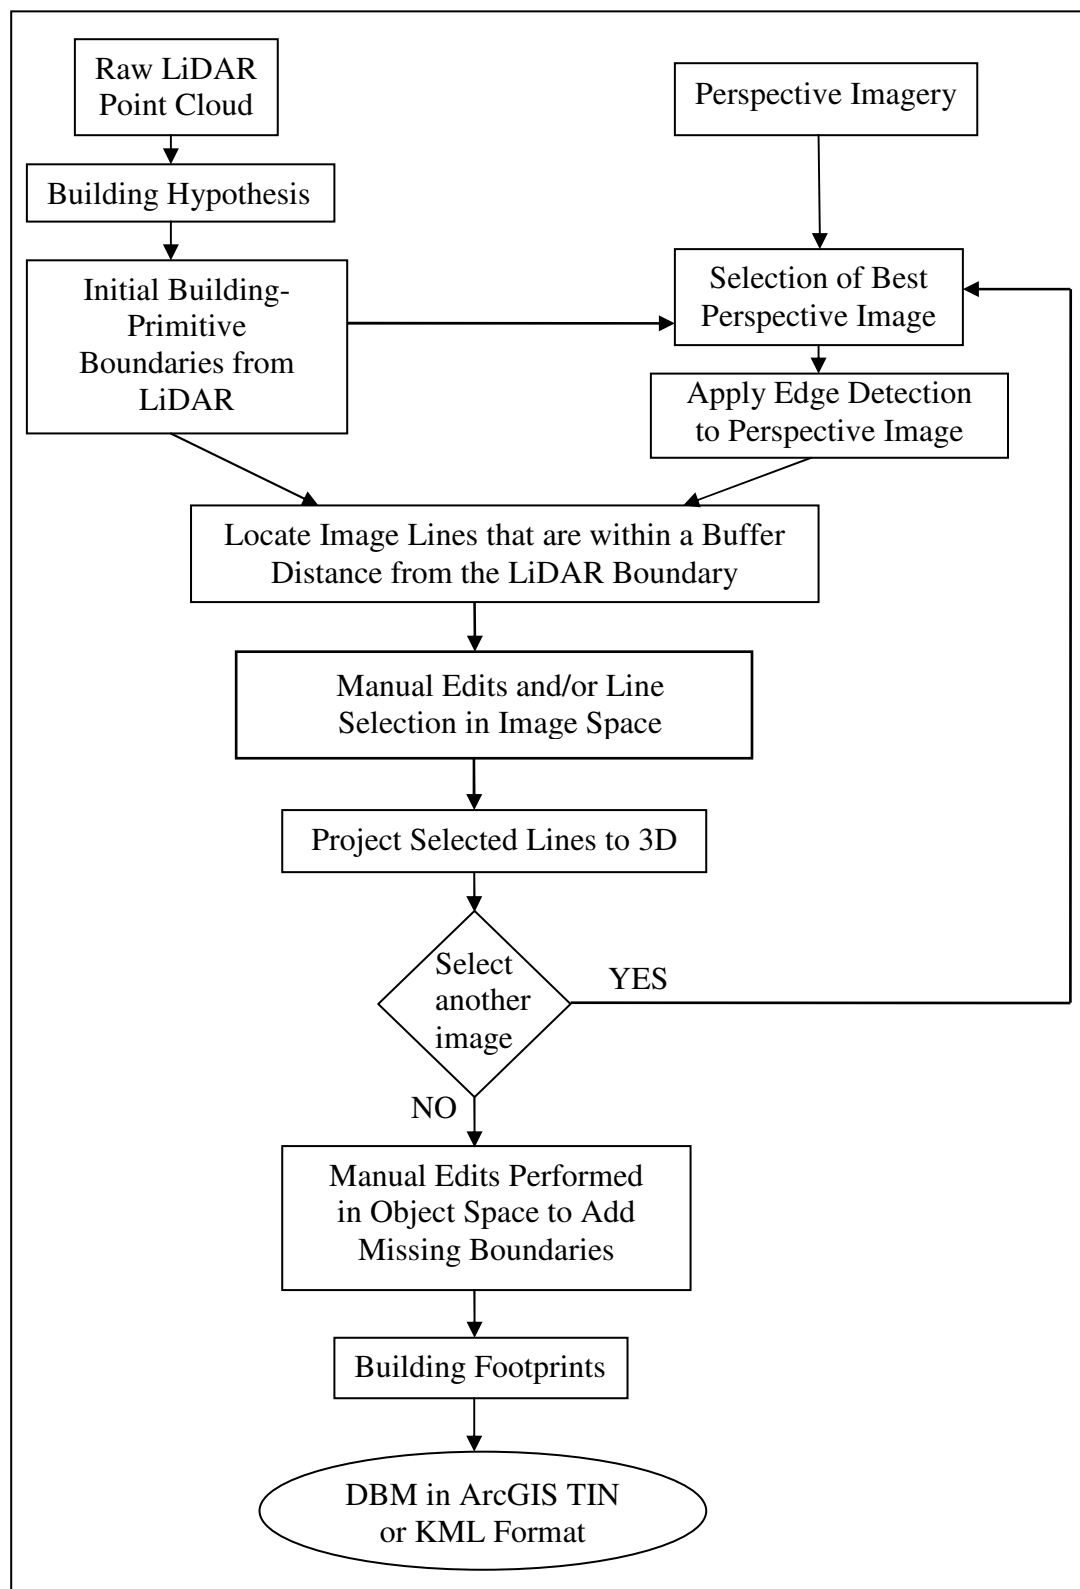 Raw LiDAR
Point Cloud
Perspective Imagery
Building Hypothesis
Initial Building-
Primitive
Boundaries from
LiDAR
Selection of Best
Perspective Image
Apply Edge Detection
to Perspective Image
Locate Image Lines that are within a Buffer
Distance from the LiDAR Boundary
Manual Edits and/or Line
Selection in Image Space
Project Selected Lines to 3D
Select
another
image
YES
NO
Manual Edits Performed
in Object Space to Add
Missing Boundaries
Building Footprints
DBM in ArcGIS TIN
or KML Format